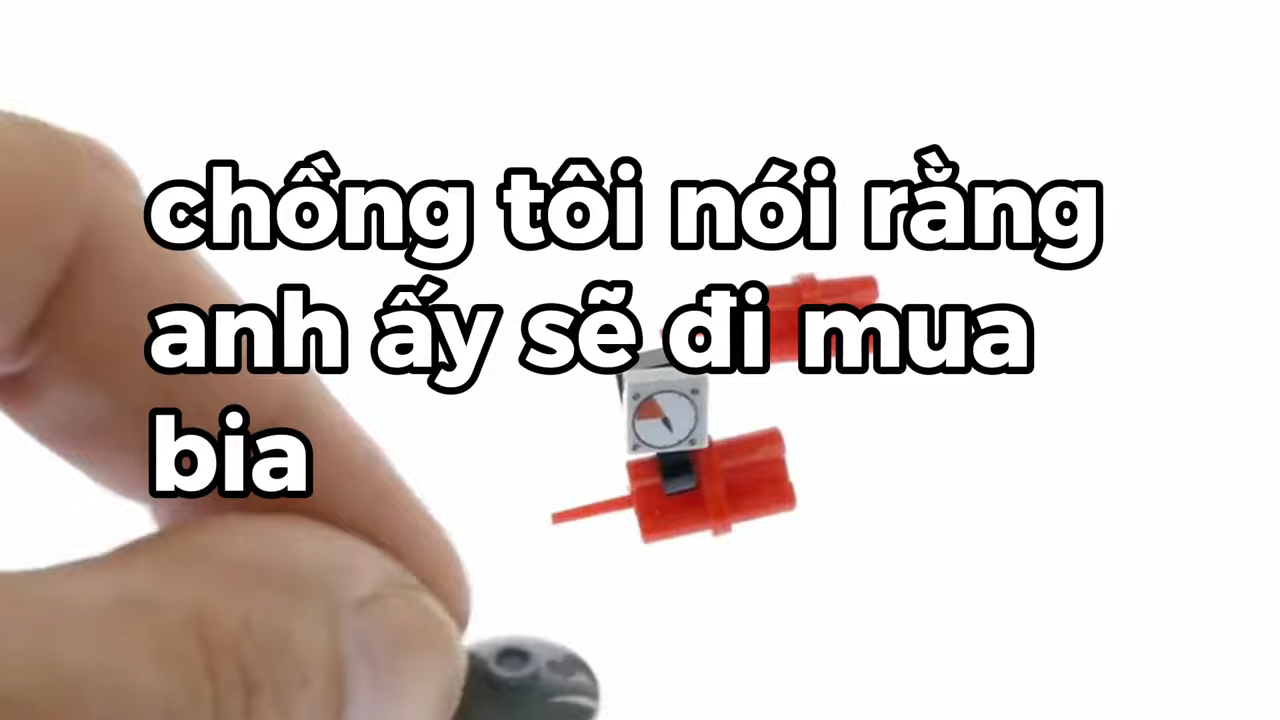 chồng tôi nói rằng
anh ấy sẽ đi mua
bia